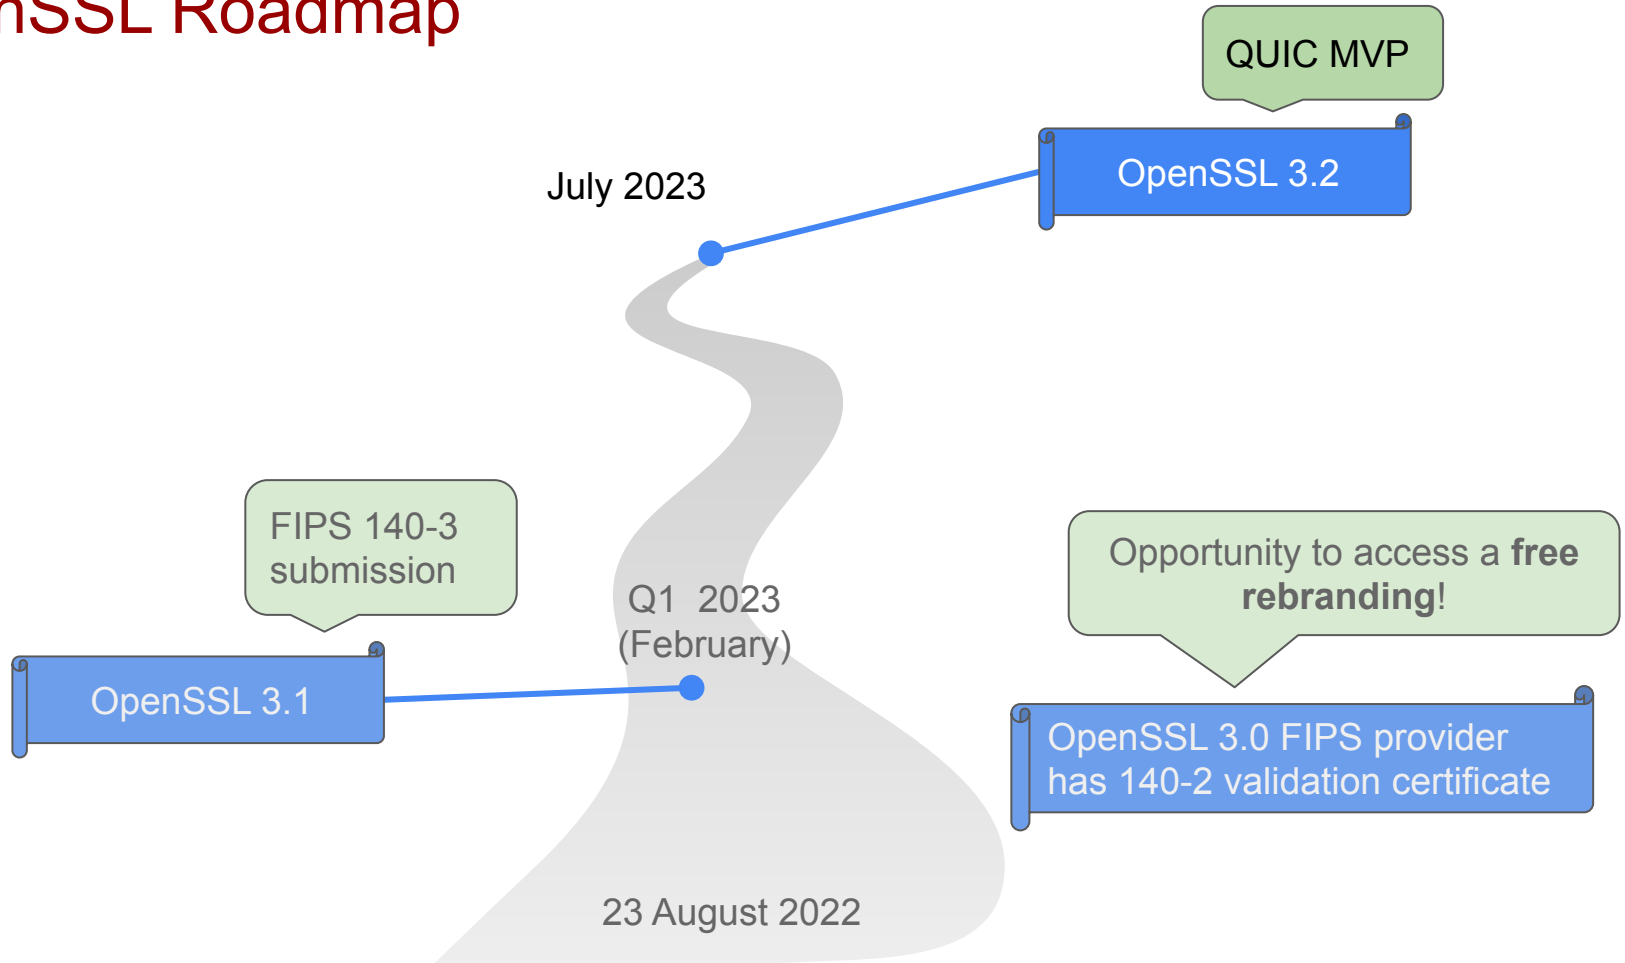 nSSL Roadmap
QUIC MVP
OpenSSL 3.2
July 2023
FIPS 140-3
submission
Opportunity to access a free
rebranding!
Q1  2023
(February)
OpenSSL 3.1
OpenSSL 3.0 FIPS provider
has 140-2 validation certificate
23 August 2022